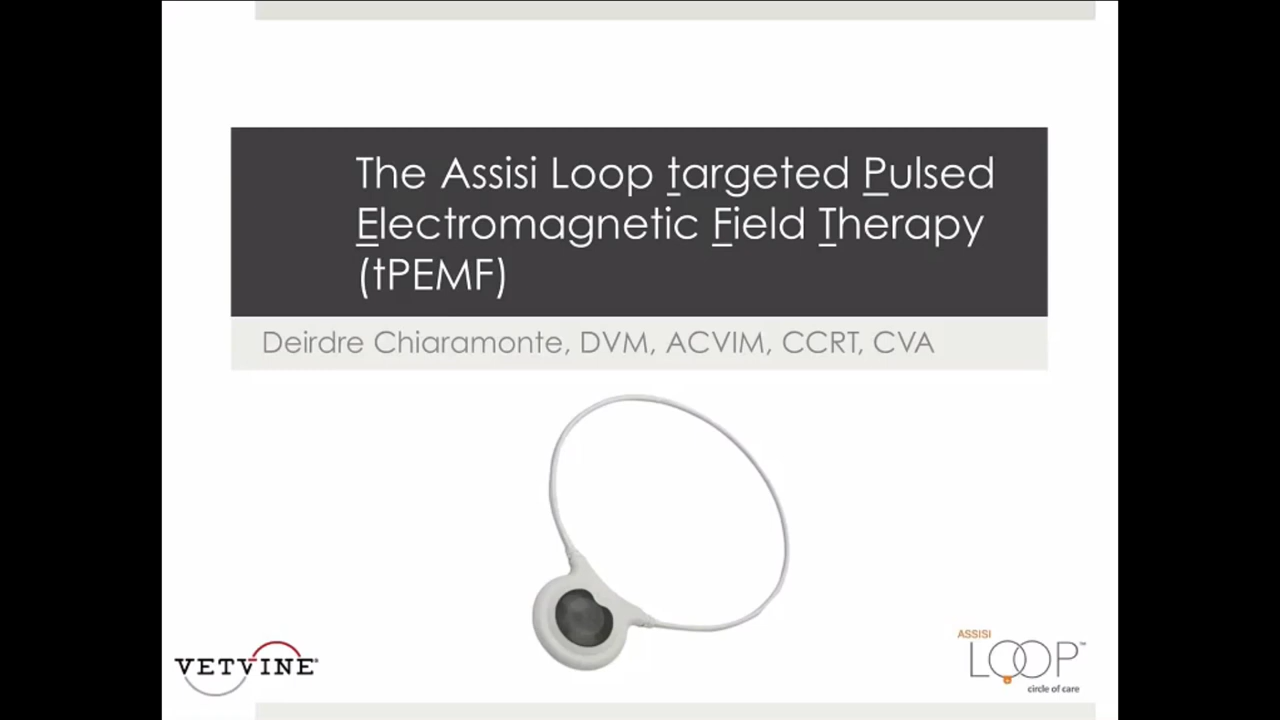 The Assisi Loop targeted Pulsed
Electromagnetic Field Therapy
(tPEMF)
Deirdre Chiaramonte, DVM, ACVIM, CCRT, CVA
VETVINE®
ASSISI
LOOP™
circle of care